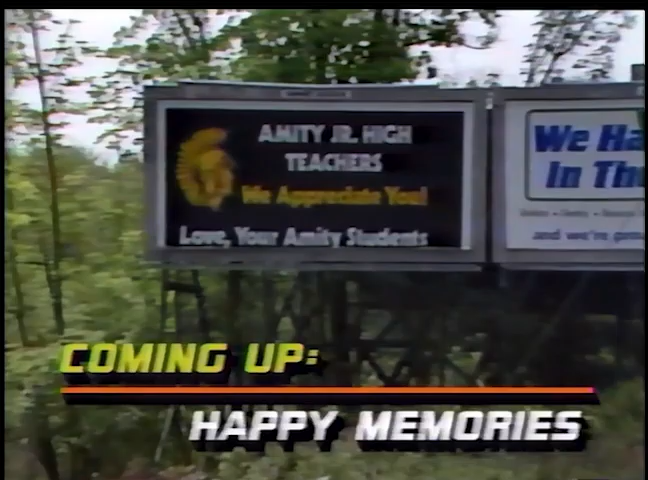 AMITY JR. HIGH
TEACHERS
We Appreciate You!
Love, Your Amity Students
We Ha
In Th
and we're
COMING UP:
HAPPY MEMORIES